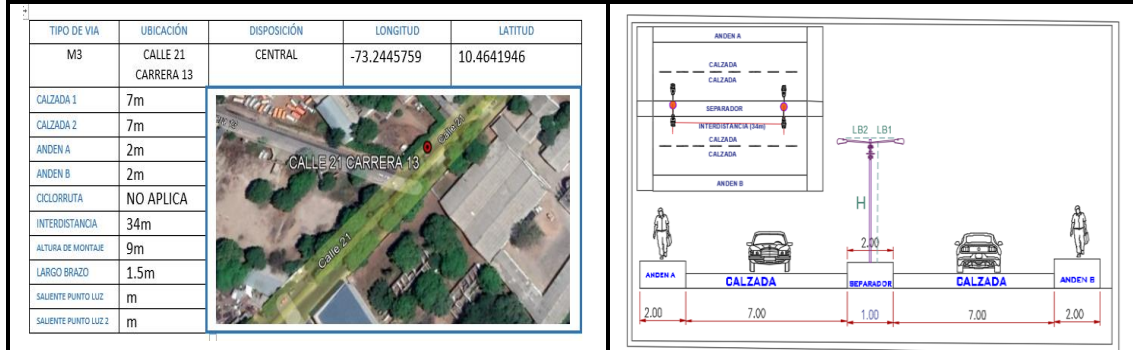 TIPO DE VIA UBICACIÓN DISPOSICIÓN LONGITUD LATITUD
M3 CALLE 21 CARRERA 13 CENTRAL -73.2445759 10.4641946
CALZADA 1 7m
CALZADA 2 7m
ANDEN A 2m
ANDEN B 2m
CICLORRUTA NO APLICA
INTERDISTANCIA 34m
ALTURA DE MONTAJE 9m
LARGO BRAZO 1.5m
SALIENTE PUNTO LUZ m
SALIENTE PUNTO LUZ 2 m
CALLE 21 CARRERA 13
Calle 21
Calle 21
ANDEN A
CALZADA
CALZADA
SEPARADOR
INTERDISTANCIA (34m)
CALZADA
CALZADA
ANDEN B
LB2 LB1
H
2.00
ANDEN A CALZADA SEPARADOR CALZADA ANDEN B
2.00 7.00 1.00 7.00 2.00